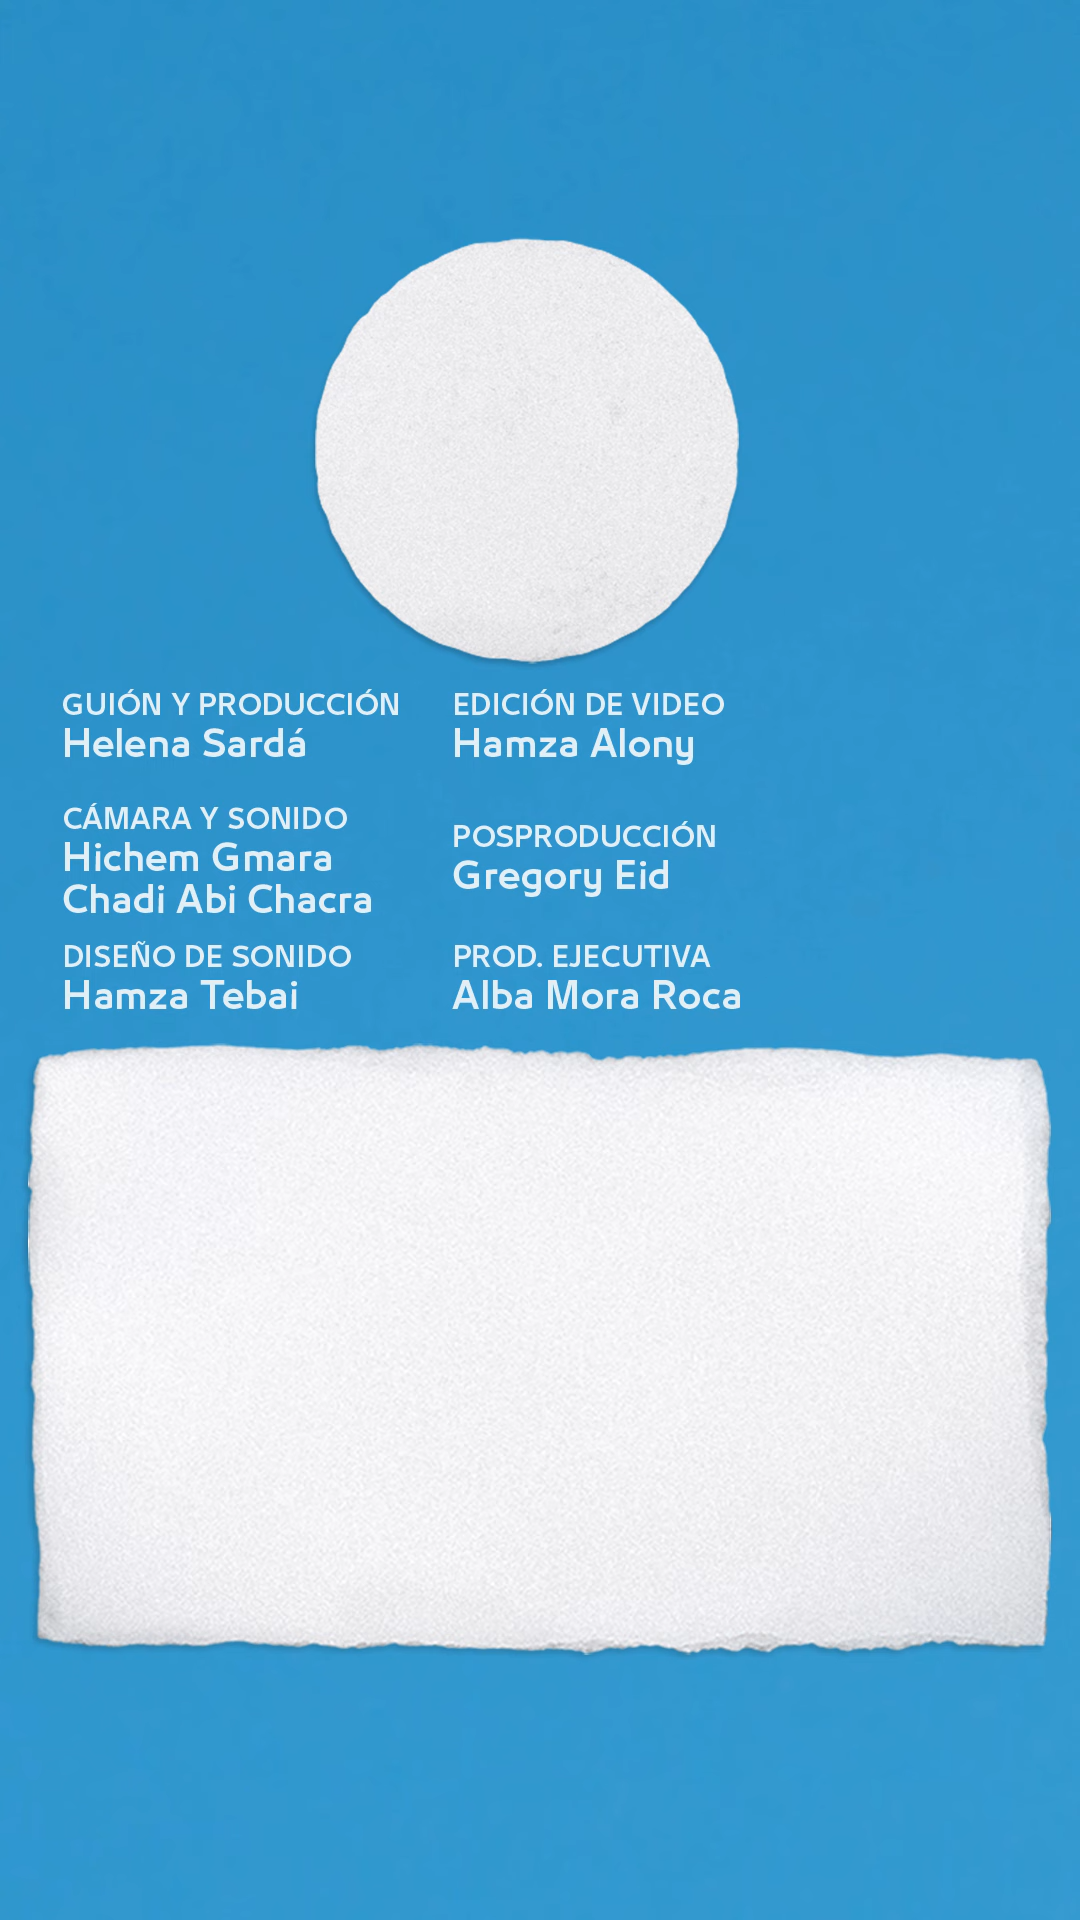 GUIÓN Y PRODUCCIÓN
Helena Sardá
CÁMARA Y SONIDO
Hichem Gmara
Chadi Abi Chacra
DISEÑO DE SONIDO
Hamza Tebai
EDICIÓN DE VIDEO
Hamza Alony
POSPRODUCCIÓN
Gregory Eid
PROD. EJECUTIVA
Alba Mora Roca